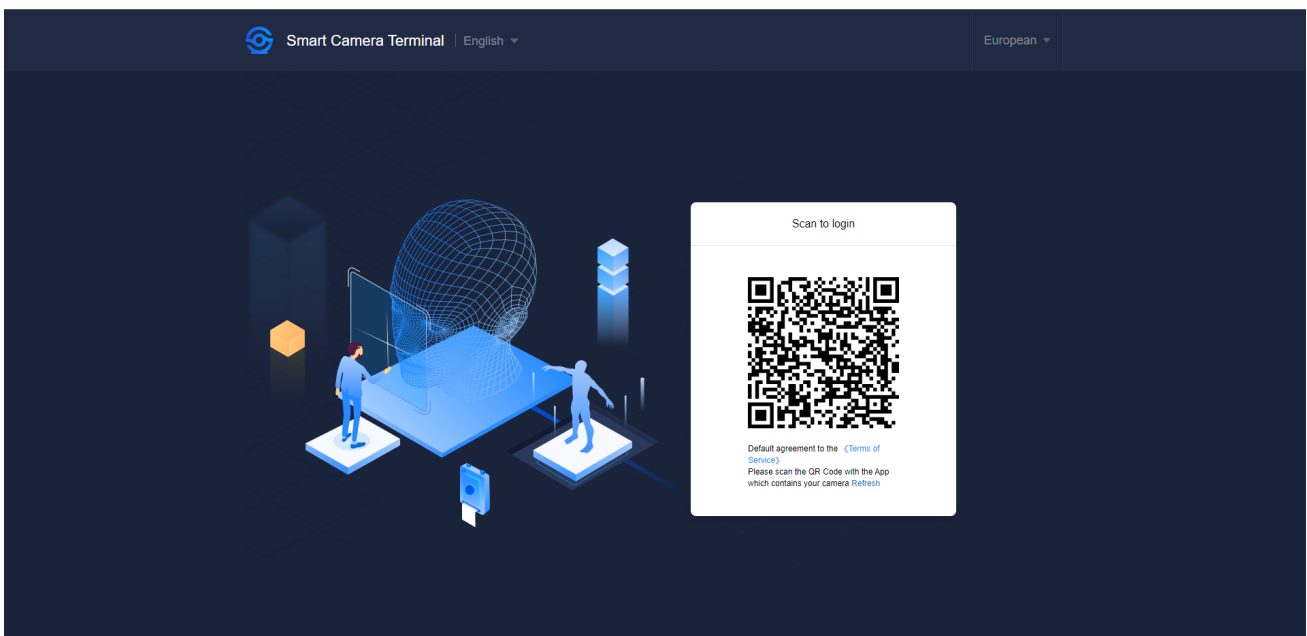 Smart Camera Terminal
English
European
Scan to login
Default agreement to the 《Terms of
Service》
Please scan the QR Code with the App
which contains your camera Refresh